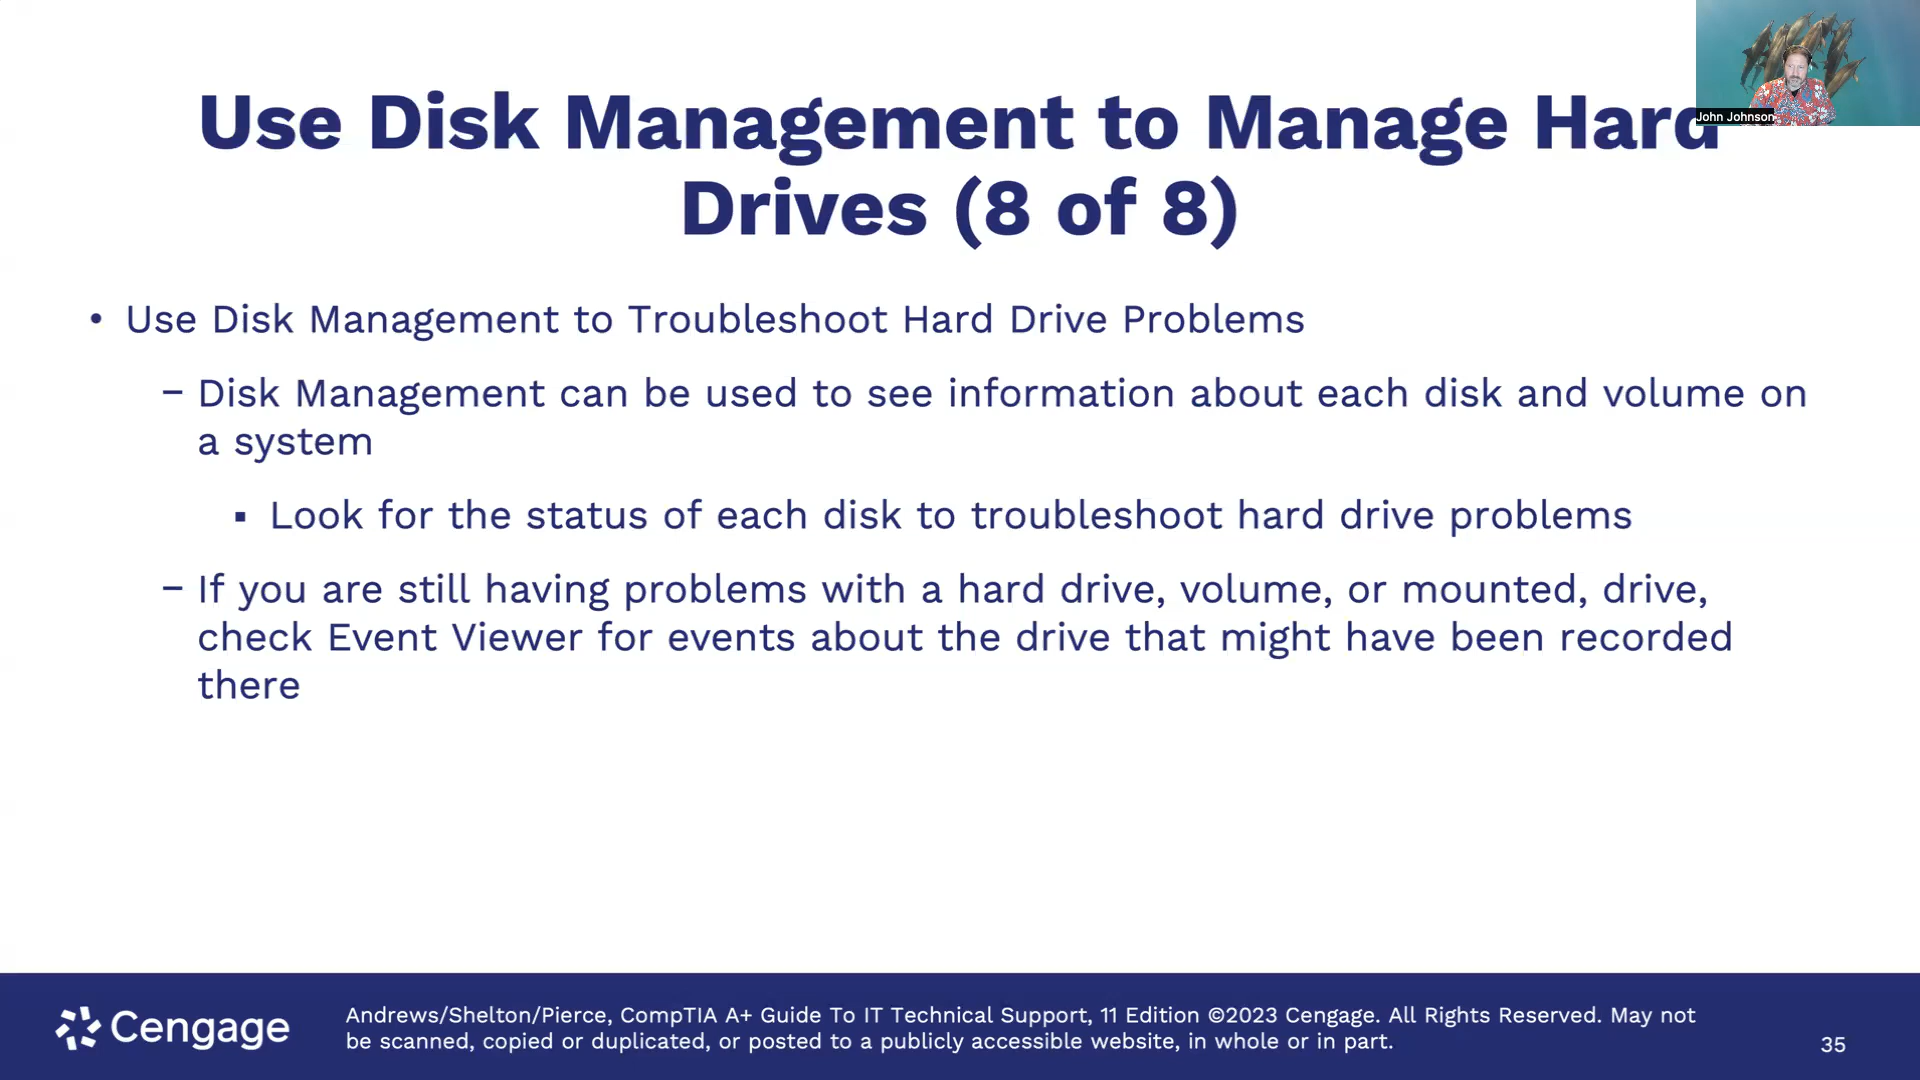 John Johnson
Use Disk Management to Manage Hard
Drives (8 of 8)
• Use Disk Management to Troubleshoot Hard Drive Problems
– Disk Management can be used to see information about each disk and volume on
a system
▪ Look for the status of each disk to troubleshoot hard drive problems
– If you are still having problems with a hard drive, volume, or mounted, drive,
check Event Viewer for events about the drive that might have been recorded
there
Cengage
Andrews/Shelton/Pierce, CompTIA A+ Guide To IT Technical Support, 11 Edition ©2023 Cengage. All Rights Reserved. May not
be scanned, copied or duplicated, or posted to a publicly accessible website, in whole or in part.
35